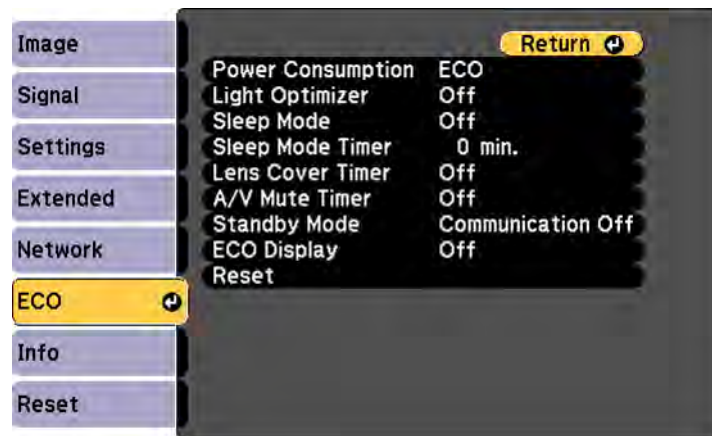 Image
Signal
Settings
Extended
Network
ECO
Info
Reset
Return
Power Consumption ECO
Light Optimizer Off
Sleep Mode Off
Sleep Mode Timer 0 min.
Lens Cover Timer Off
A/V Mute Timer Off
Standby Mode Communication Off
ECO Display Off
Reset